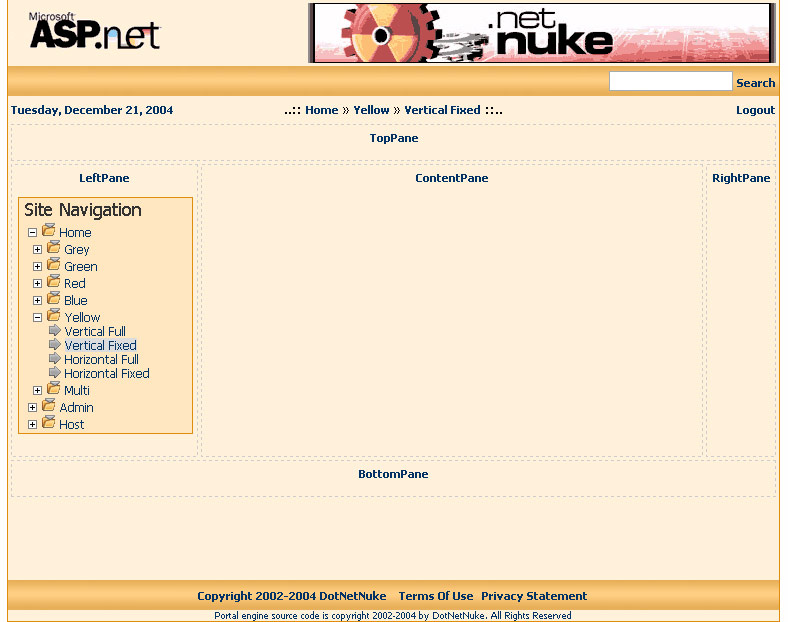 Microsoft
ASP.net
.net
nuke
Search
Tuesday, December 21, 2004
..:: Home » Yellow » Vertical Fixed ::..
Logout
TopPane
LeftPane
ContentPane
RightPane
Site Navigation
Home
Grey
Green
Red
Blue
Yellow
Vertical Full
Vertical Fixed
Horizontal Full
Horizontal Fixed
Multi
Admin
Host
BottomPane
Copyright 2002-2004 DotNetNuke Terms Of Use Privacy Statement
Portal engine source code is copyright 2002-2004 by DotNetNuke. All Rights Reserved